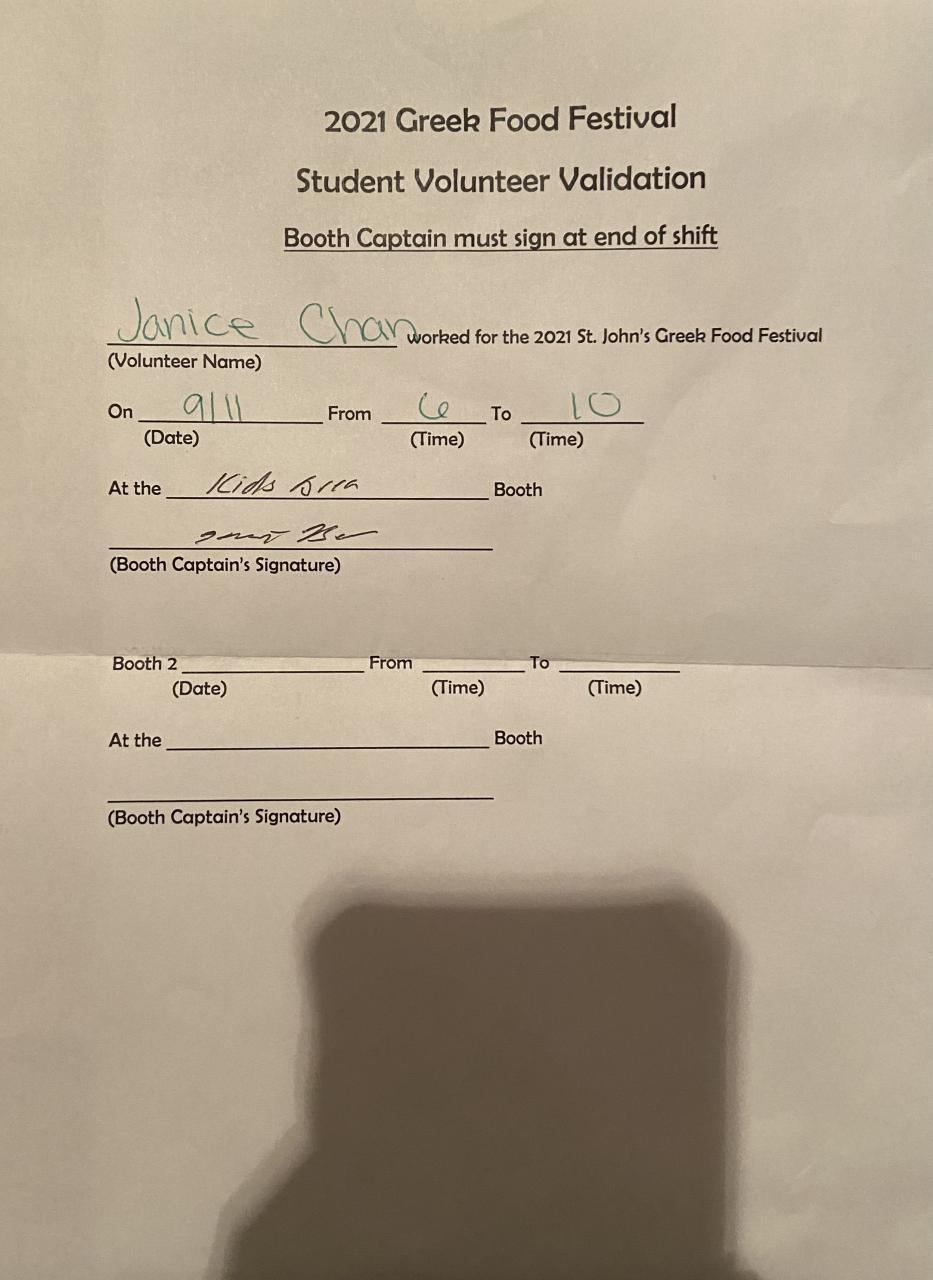 2021 Greek Food Festival
Student Volunteer Validation
Booth Captain must sign at end of shift
Janice Chan worked for the 2021 St. John's Greek Food Festival
(Volunteer Name)
On 9/11 From 6 To 10
(Date) (Time) (Time)
At the Kids Area Booth
(Booth Captain's Signature)
Booth 2 From To
(Date) (Time) (Time)
At the Booth
(Booth Captain's Signature)